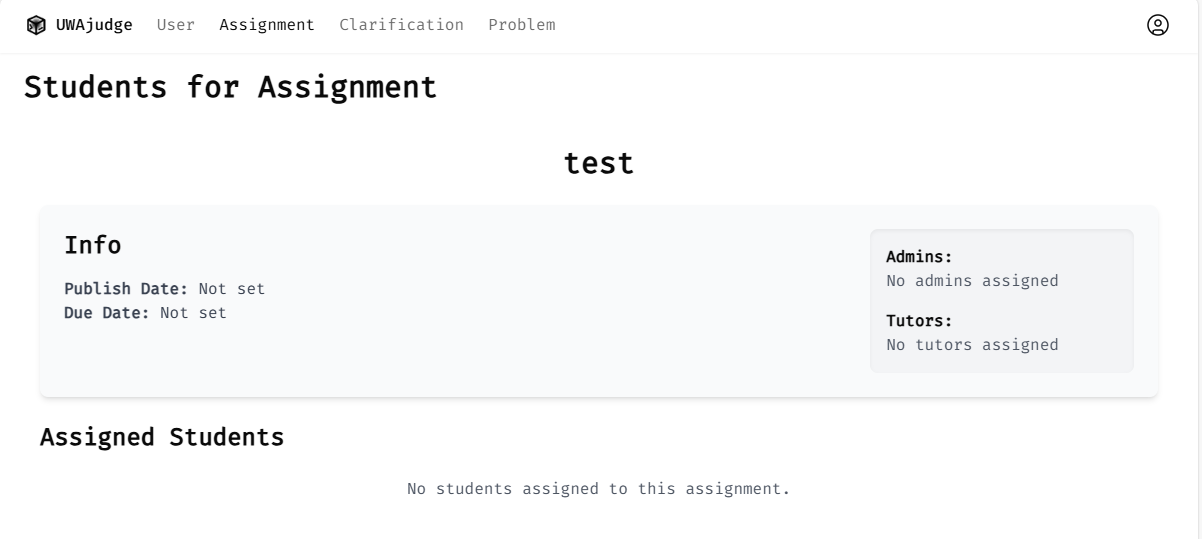 UWAjudge User Assignment Clarification Problem
Students for Assignment
test
Info
Publish Date: Not set
Due Date: Not set
Admins:
No admins assigned
Tutors:
No tutors assigned
Assigned Students
No students assigned to this assignment.